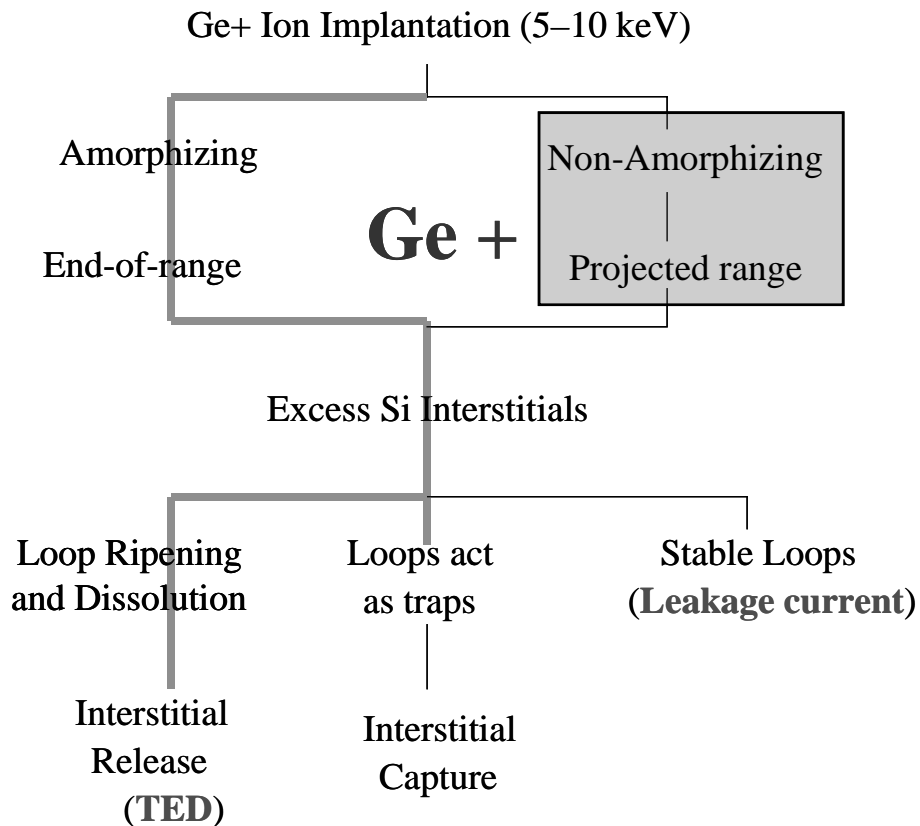 Ge+ Ion Implantation (5–10 keV)
Amorphizing
Non-Amorphizing
Ge +
End-of-range
Projected range
Excess Si Interstitials
Loop Ripening
and Dissolution
Loops act
as traps
Stable Loops
(Leakage current)
Interstitial
Release
(TED)
Interstitial
Capture